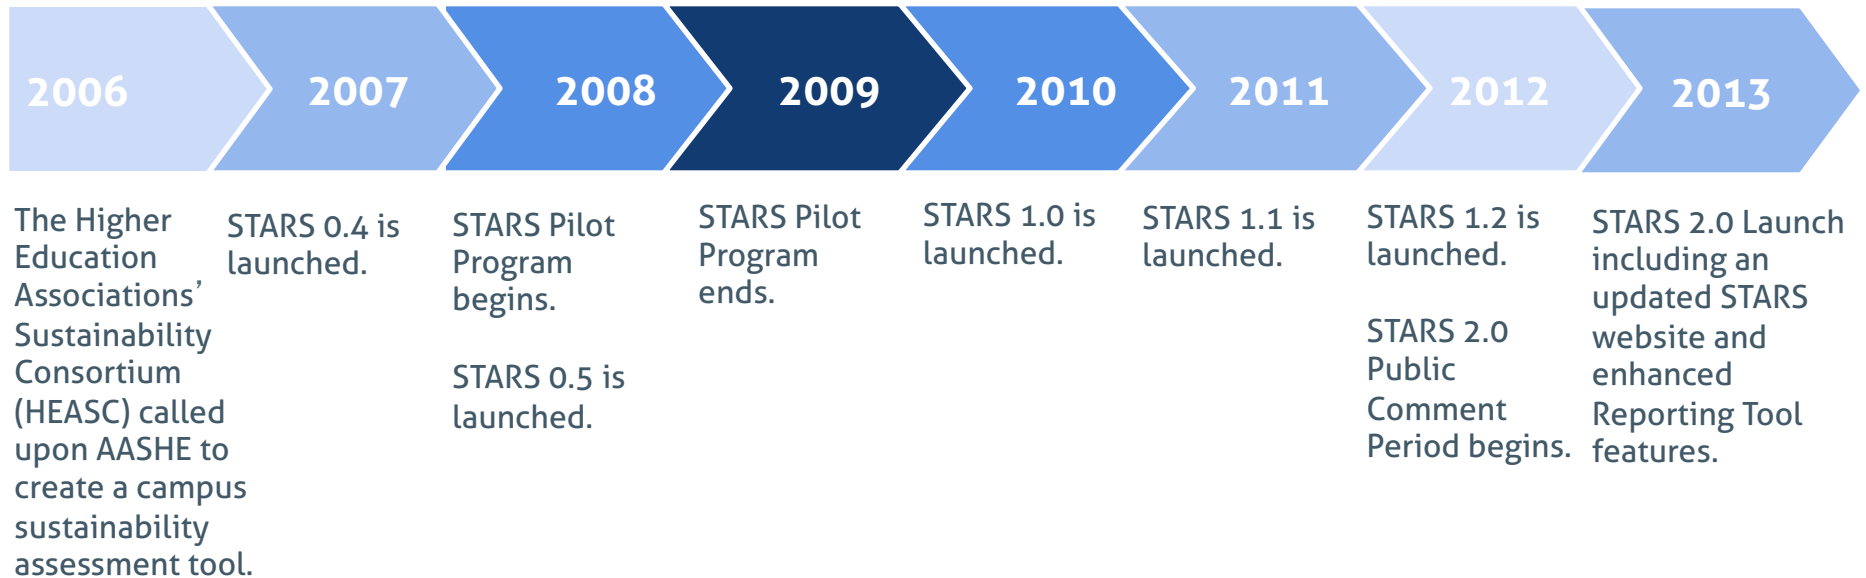 2006
2007
2008
2009
2010
2011
2012
2013
The Higher
Education
Associations’
Sustainability
Consortium
(HEASC) called
upon AASHE to
create a campus
sustainability
assessment tool.
STARS 0.4 is
launched.
STARS Pilot
Program
begins.
STARS 0.5 is
launched.
STARS Pilot
Program
ends.
STARS 1.0 is
launched.
STARS 1.1 is
launched.
STARS 1.2 is
launched.
STARS 2.0
Public
Comment
Period begins.
STARS 2.0 Launch
including an
updated STARS
website and
enhanced
Reporting Tool
features.